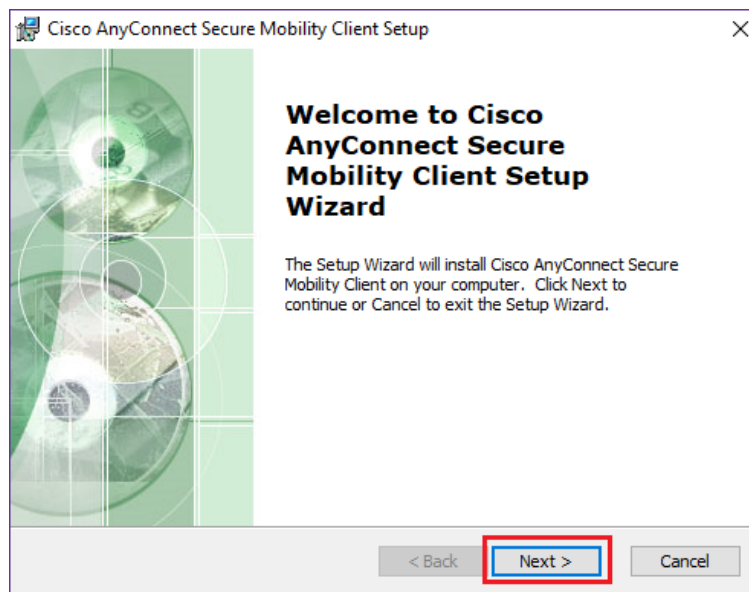 Cisco AnyConnect Secure Mobility Client Setup
Welcome to Cisco
AnyConnect Secure
Mobility Client Setup
Wizard
The Setup Wizard will install Cisco AnyConnect Secure
Mobility Client on your computer.  Click Next to
continue or Cancel to exit the Setup Wizard.
< Back
Next >
Cancel